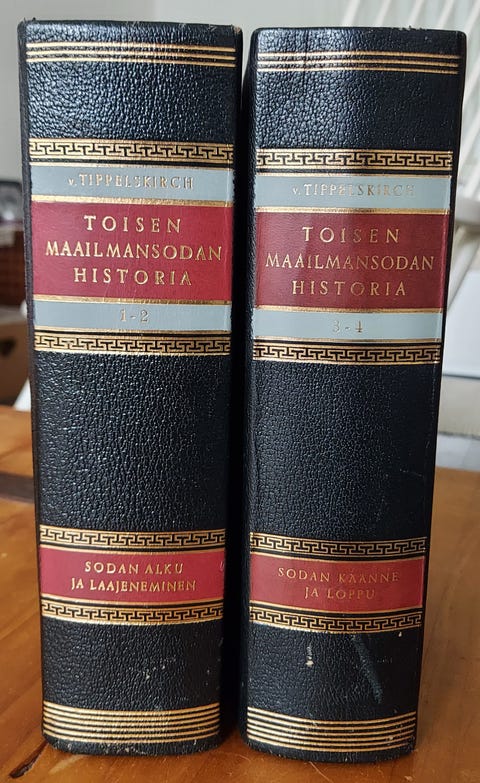 v. TIPPELSKIRCH
TOISEN
MAAILMANSODAN
HISTORIA
1-2
SODAN ALKU
JA LAAJENEMINEN
v. TIPPELSKIRCH
TOISEN
MAAILMANSODAN
HISTORIA
3-4
SODAN KÄÄNNE
JA LOPPU